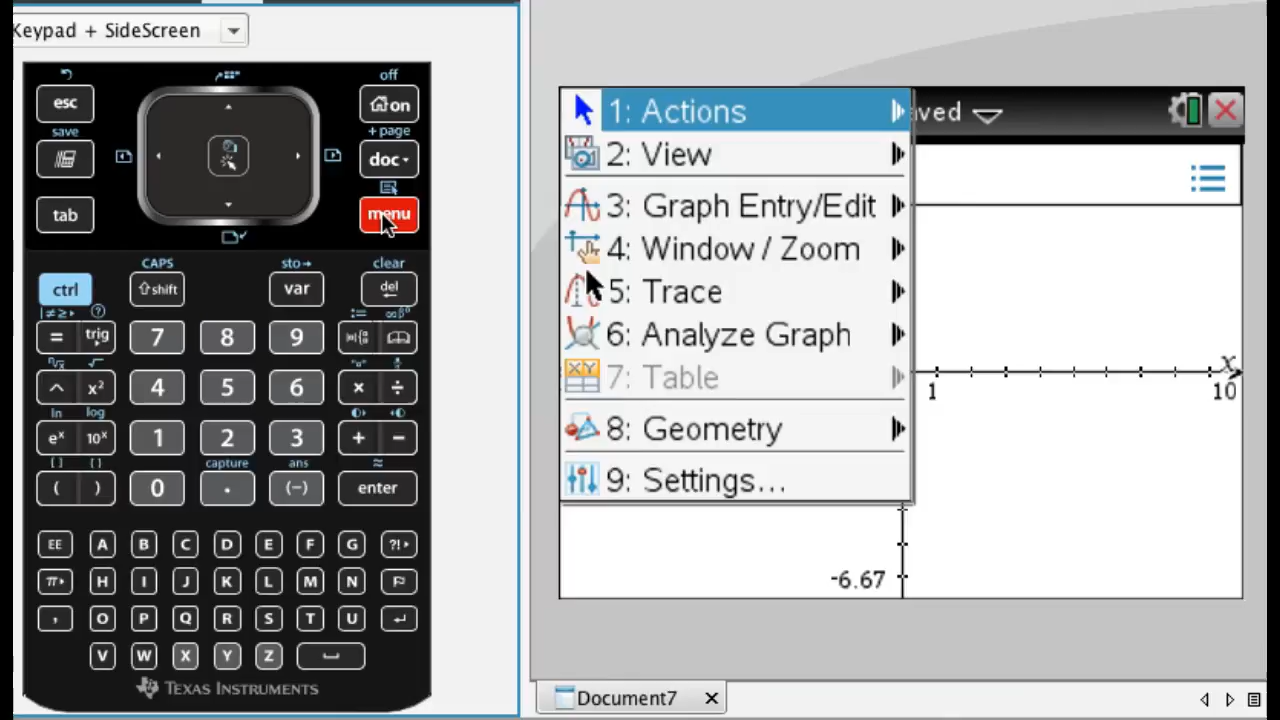 Keypad + SideScreen
esc
off
on
save
+ page
doc
tab
menu
CAPS
sto→
clear
ctrl
⇧shift
var
del
= trig 7 8 9
^ x² 4 5 6 × ÷
ln log
eˣ 10ˣ 1 2 3 + −
[ ] { } capture ans ≈
( ) 0 . (−) enter
EE A B C D E F G ?!▸
π▸ H I J K L M N
, O P Q R S T U
V W X Y Z
TEXAS INSTRUMENTS
1: Actions
2: View
3: Graph Entry/Edit
4: Window / Zoom
5: Trace
6: Analyze Graph
7: Table
8: Geometry
9: Settings...
aved
x
1 10
-6.67
Document7